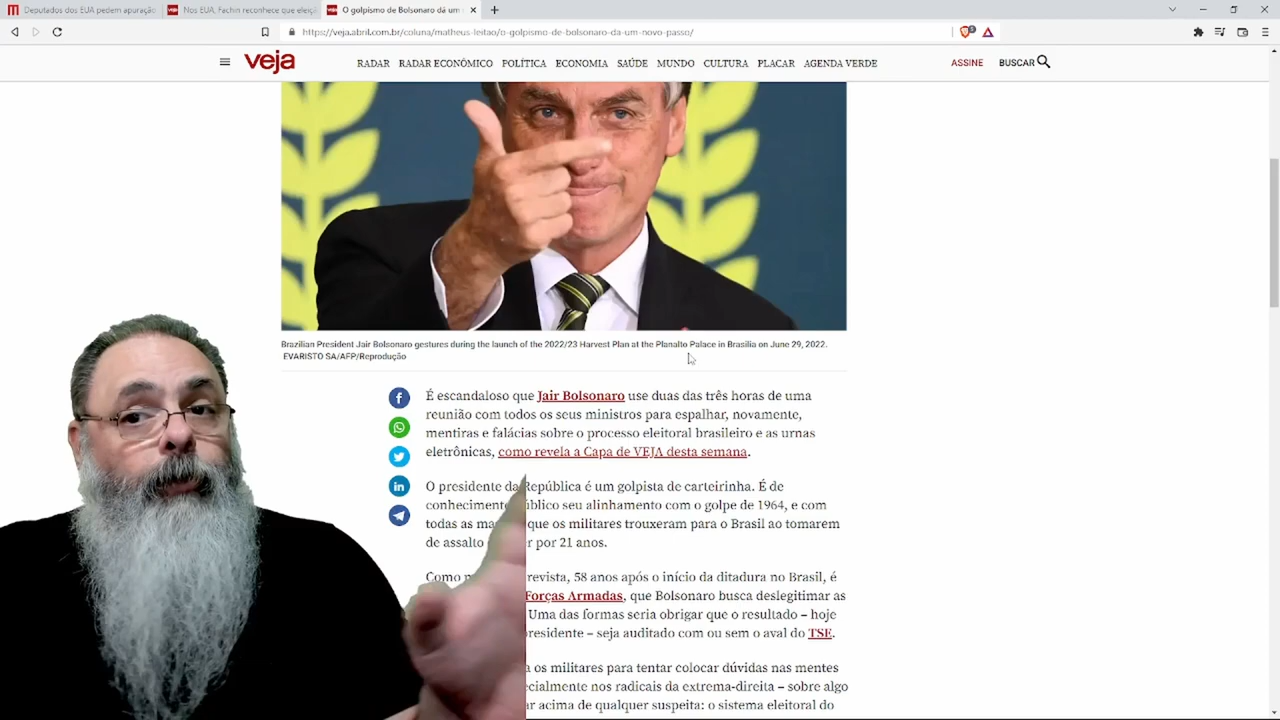 Deputados dos EUA pedem apuração
Nos EUA, Fachin reconhece que eleiçã
O golpismo de Bolsonaro dá um
https://veja.abril.com.br/coluna/matheus-leitao/o-golpismo-de-bolsonaro-da-um-novo-passo/
veja
RADAR RADAR ECONÔMICO POLÍTICA ECONOMIA SAÚDE MUNDO CULTURA PLACAR AGENDA VERDE
ASSINE BUSCAR
Brazilian President Jair Bolsonaro gestures during the launch of the 2022/23 Harvest Plan at the Planalto Palace in Brasilia on June 29, 2022.
EVARISTO SA/AFP/Reprodução
É escandaloso que Jair Bolsonaro use duas das três horas de uma
reunião com todos os seus ministros para espalhar, novamente,
mentiras e falácias sobre o processo eleitoral brasileiro e as urnas
eletrônicas, como revela a Capa de VEJA desta semana.
O presidente da República é um golpista de carteirinha. É de
conhecimento público seu alinhamento com o golpe de 1964, e com
todas as que os militares trouxeram para o Brasil ao tomarem
de assalto por 21 anos.
Como revista, 58 anos após o início da ditadura no Brasil, é
Forças Armadas, que Bolsonaro busca deslegitimar as
Uma das formas seria obrigar que o resultado – hoje
presidente – seja auditado com ou sem o aval do TSE.
os militares para tentar colocar dúvidas nas mentes
nos radicais da extrema-direita – sobre algo
acima de qualquer suspeita: o sistema eleitoral do